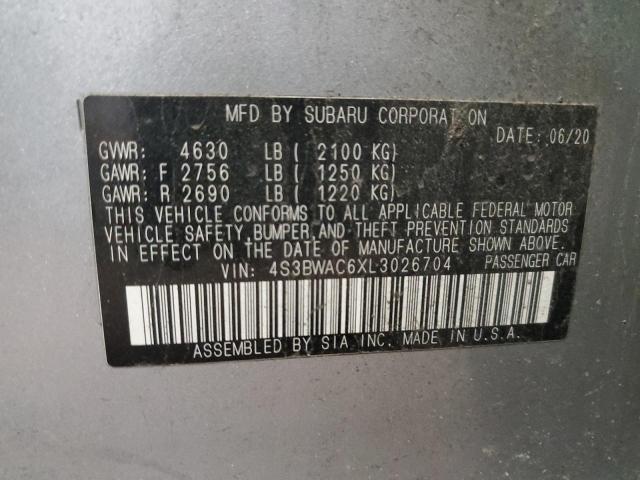 MFD BY SUBARU CORPORATION
DATE: 06/20
GVWR: 4630 LB ( 2100 KG)
GAWR: F 2756 LB ( 1250 KG)
GAWR: R 2690 LB ( 1220 KG)
THIS VEHICLE CONFORMS TO ALL APPLICABLE FEDERAL MOTOR
VEHICLE SAFETY, BUMPER, AND THEFT PREVENTION STANDARDS
IN EFFECT ON THE DATE OF MANUFACTURE SHOWN ABOVE.
VIN: 4S3BWAC6XL3026704 PASSENGER CAR
ASSEMBLED BY SIA INC. MADE IN U.S.A.